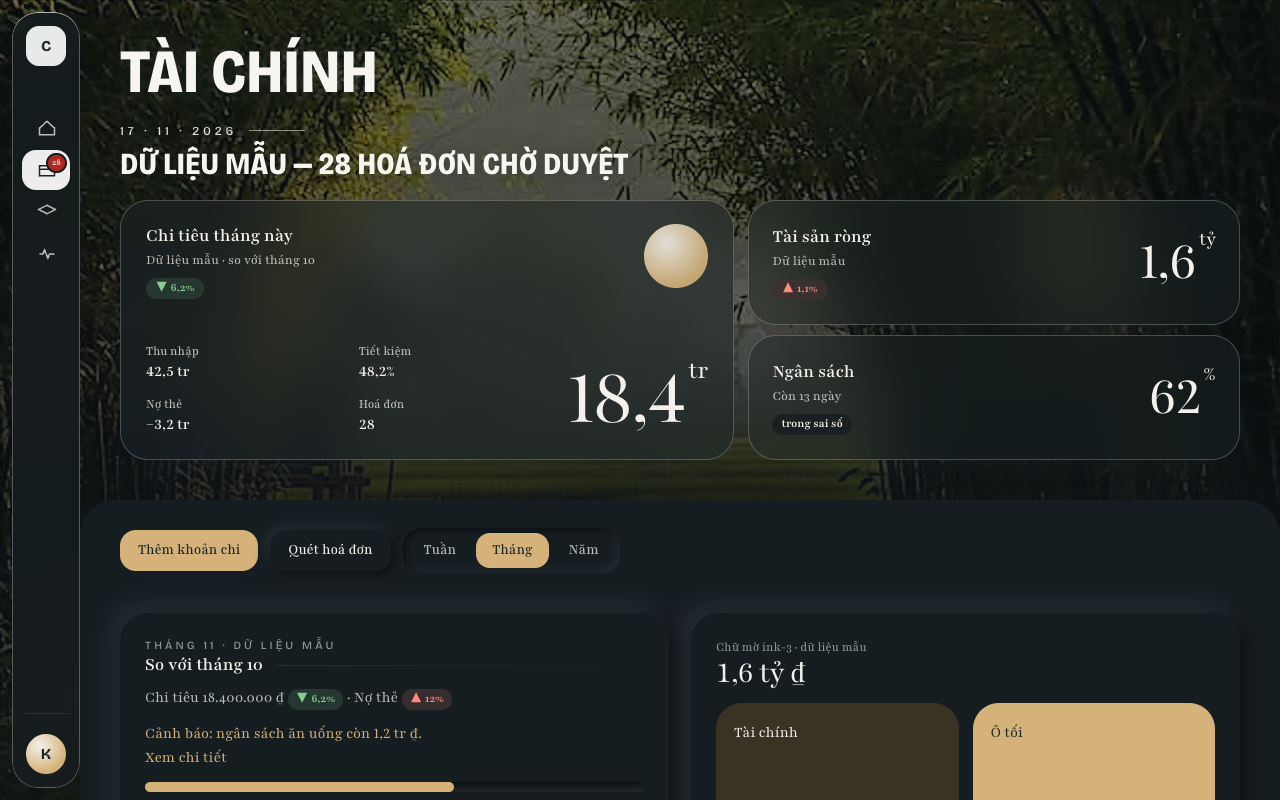 C
28
K
TÀI CHÍNH
17 · 11 · 2026
DỮ LIỆU MẪU — 28 HOÁ ĐƠN CHỜ DUYỆT
Chi tiêu tháng này
Dữ liệu mẫu · so với tháng 10
▼ 6,2%
Thu nhập
42,5 tr
Tiết kiệm
48,2%
Nợ thẻ
−3,2 tr
Hoá đơn
28
18,4 tr
Tài sản ròng
Dữ liệu mẫu
▲ 1,1%
1,6 tỷ
Ngân sách
Còn 13 ngày
trong sai số
62 %
Thêm khoản chi
Quét hoá đơn
Tuần
Tháng
Năm
THÁNG 11 · DỮ LIỆU MẪU
So với tháng 10
Chi tiêu 18.400.000 ₫ ▼ 6,2% · Nợ thẻ ▲ 12%
Cảnh báo: ngân sách ăn uống còn 1,2 tr ₫.
Xem chi tiết
Chữ mờ ink-3 · dữ liệu mẫu
1,6 tỷ ₫
Tài chính
Ô tối